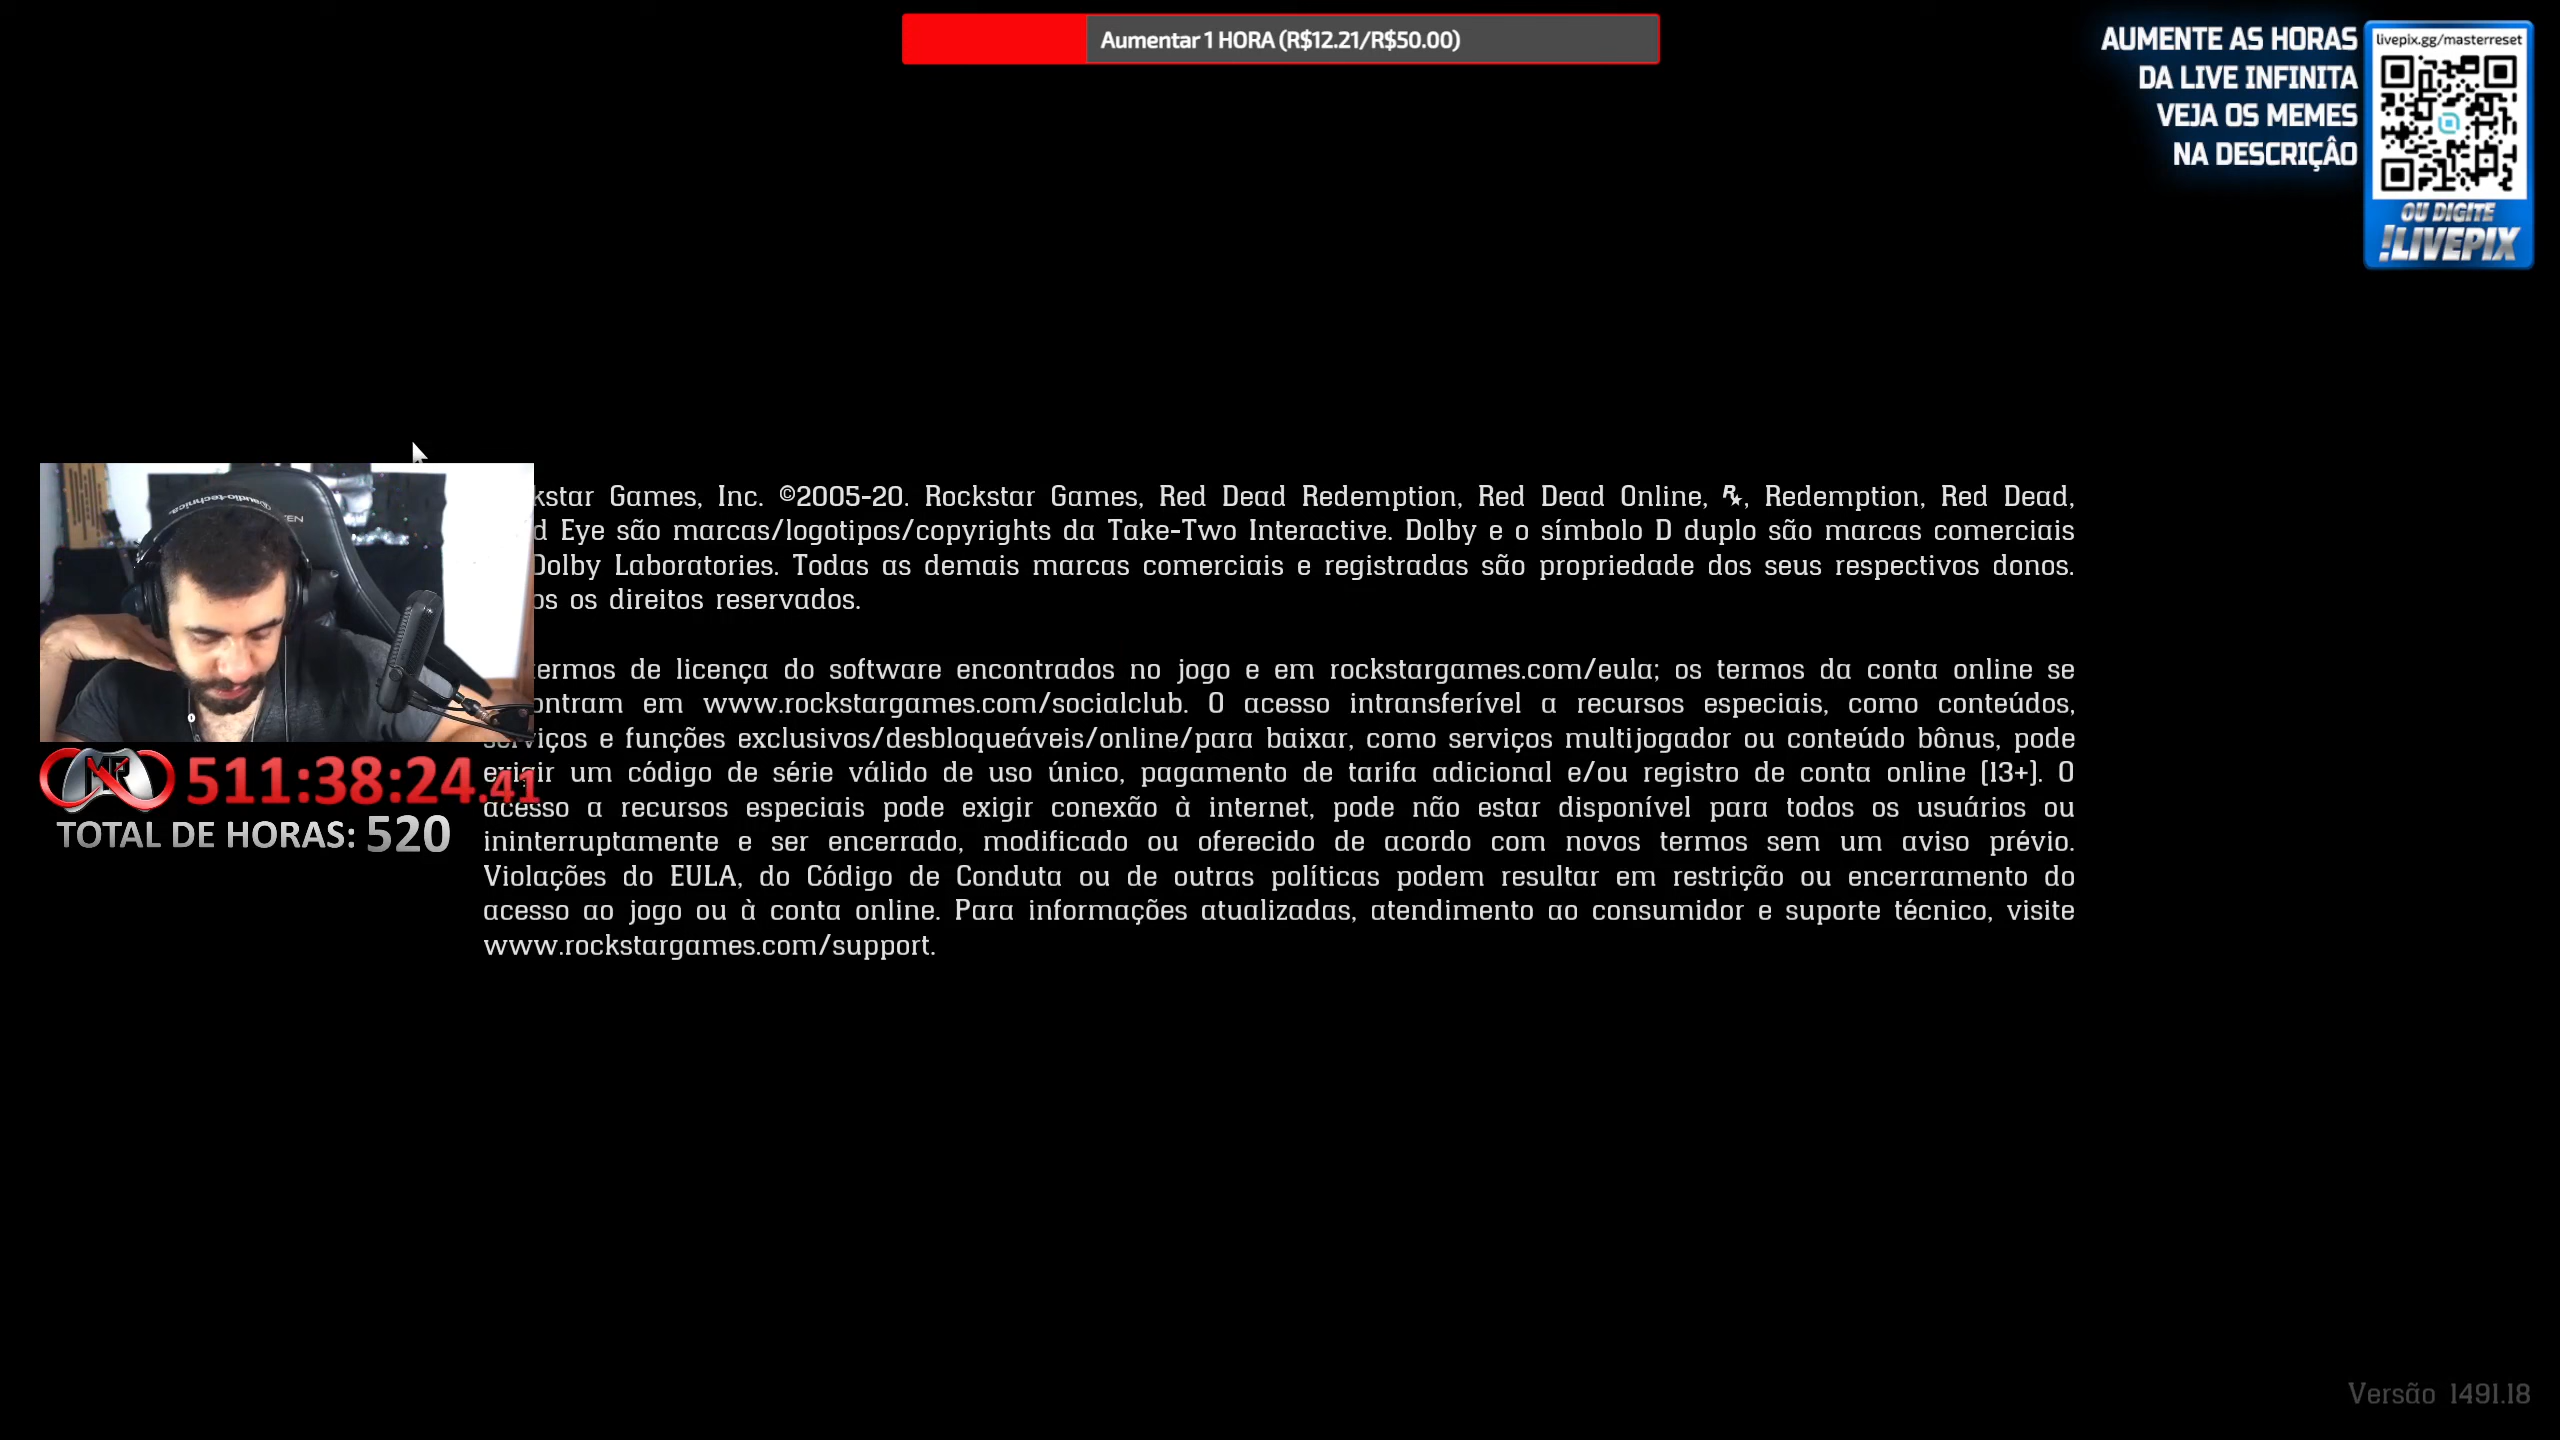 Aumentar 1 HORA (R$12.21/R$50.00)
AUMENTE AS HORAS
DA LIVE INFINITA
VEJA OS MEMES
NA DESCRIÇÂO
livepix.gg/masterreset
OU DIGITE
!LIVEPIX
Games, Inc. ©2005-20. Rockstar Games, Red Dead Redemption, Red Dead Online, R★, Redemption, Red Dead,
Eye são marcas/logotipos/copyrights da Take-Two Interactive. Dolby e o símbolo D duplo são marcas comerciais
Dolby Laboratories. Todas as demais marcas comerciais e registradas são propriedade dos seus respectivos donos.
os direitos reservados.
termos de licença do software encontrados no jogo e em rockstargames.com/eula; os termos da conta online se
em www.rockstargames.com/socialclub. O acesso intransferível a recursos especiais, como conteúdos,
serviços e funções exclusivos/desbloqueáveis/online/para baixar, como serviços multijogador ou conteúdo bônus, pode
exigir um código de série válido de uso único, pagamento de tarifa adicional e/ou registro de conta online (13+). O
acesso a recursos especiais pode exigir conexão à internet, pode não estar disponível para todos os usuários ou
ininterruptamente e ser encerrado, modificado ou oferecido de acordo com novos termos sem um aviso prévio.
Violações do EULA, do Código de Conduta ou de outras políticas podem resultar em restrição ou encerramento do
acesso ao jogo ou à conta online. Para informações atualizadas, atendimento ao consumidor e suporte técnico, visite
www.rockstargames.com/support.
audio-technica
MR
511:38:24.41
TOTAL DE HORAS: 520
Versão 1491.18